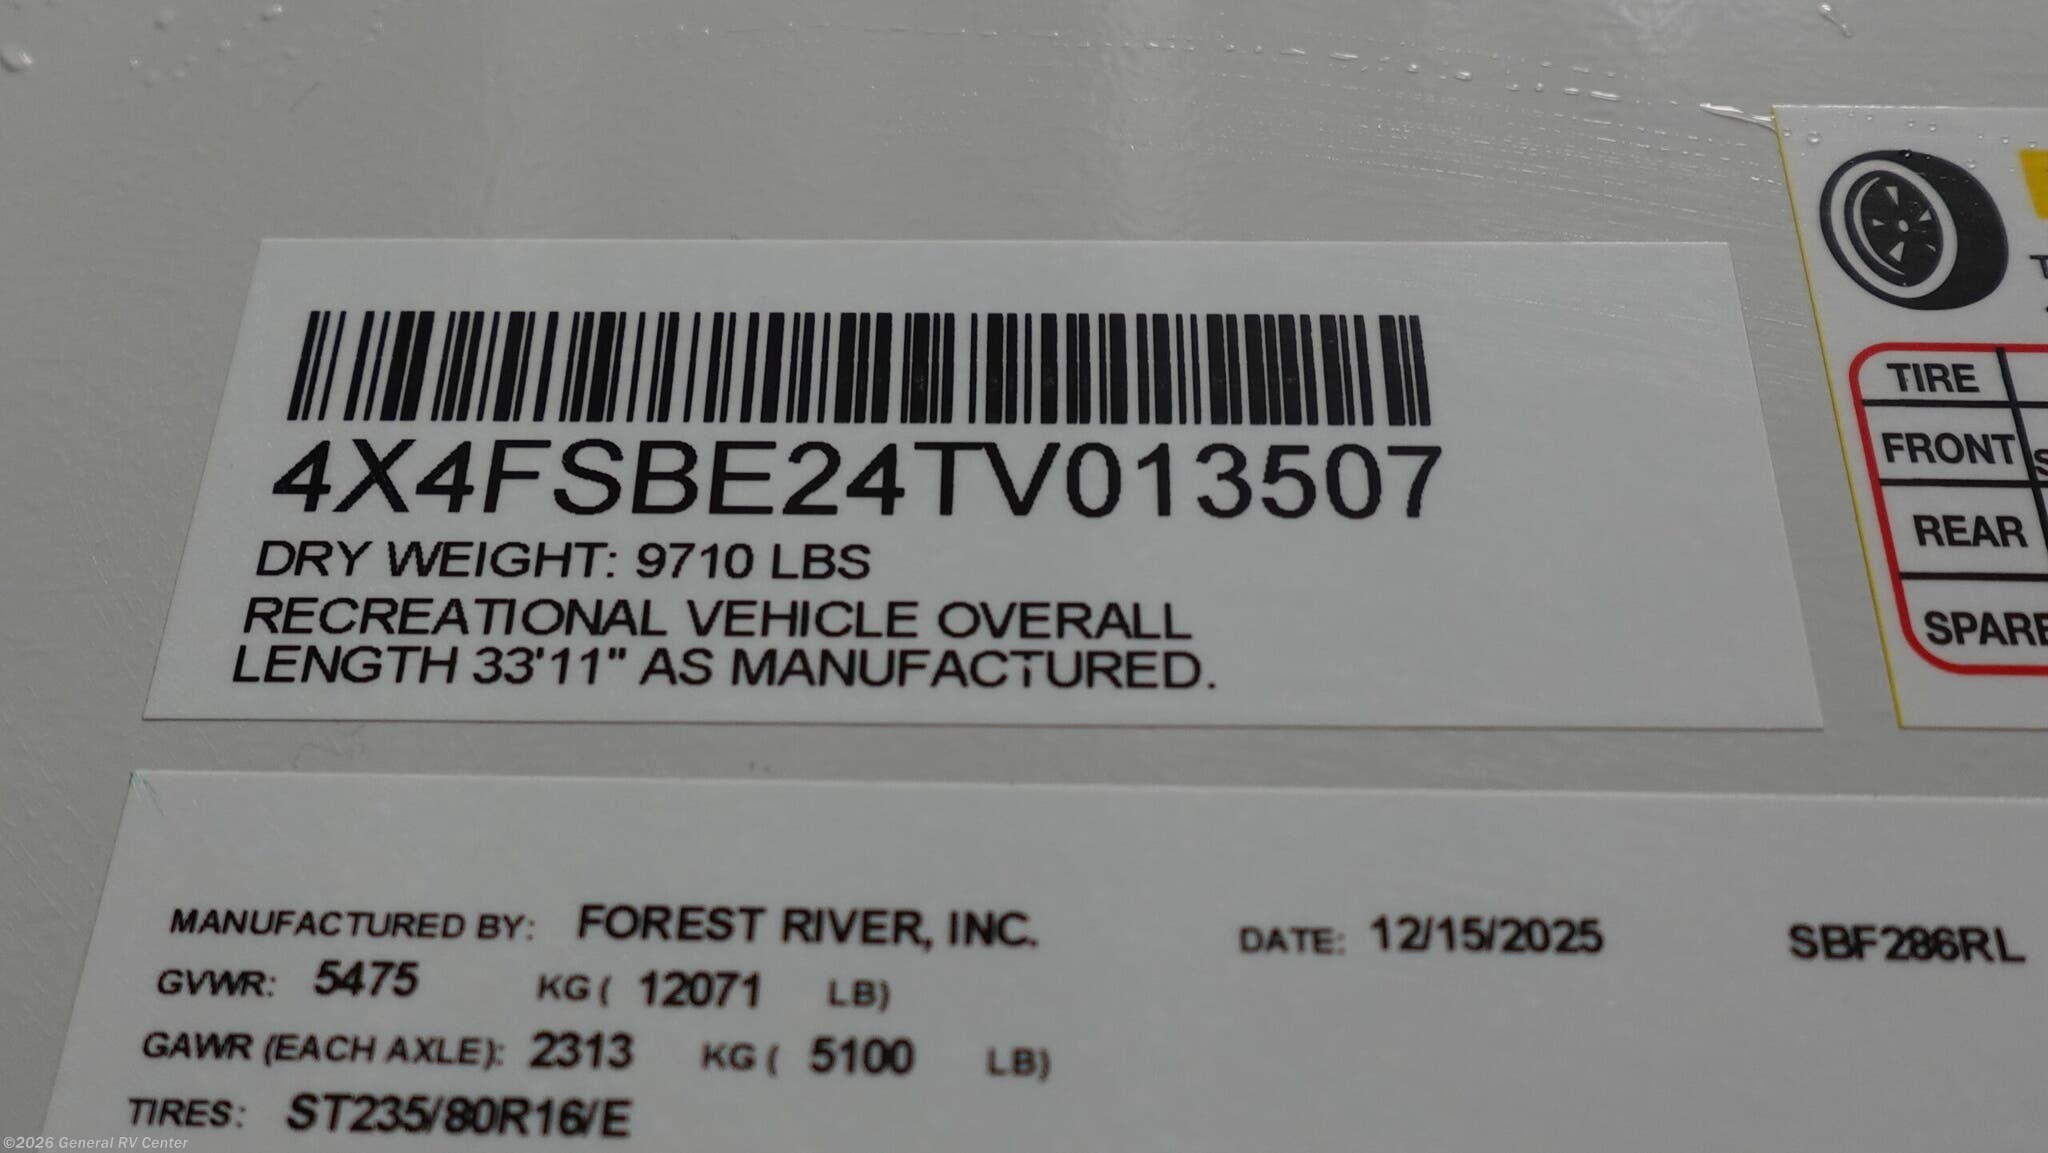 4X4FSBE24TV013507
DRY WEIGHT: 9710 LBS
RECREATIONAL VEHICLE OVERALL
LENGTH 33'11" AS MANUFACTURED.
TIRE
FRONT
REAR
SPARE
MANUFACTURED BY: FOREST RIVER, INC. DATE: 12/15/2025 SBF286RL
GVWR: 5475 KG ( 12071 LB)
GAWR (EACH AXLE): 2313 KG ( 5100 LB)
TIRES: ST235/80R16/E
©2026 General RV Center